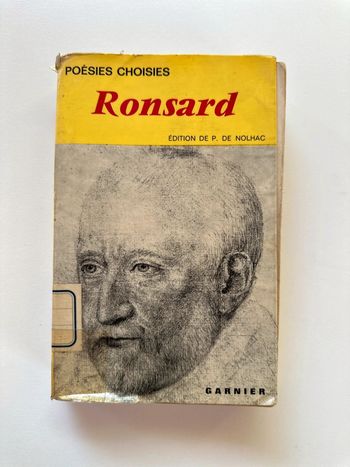 POÉSIES CHOISIES
Ronsard
ÉDITION DE P. DE NOLHAC
GARNIER